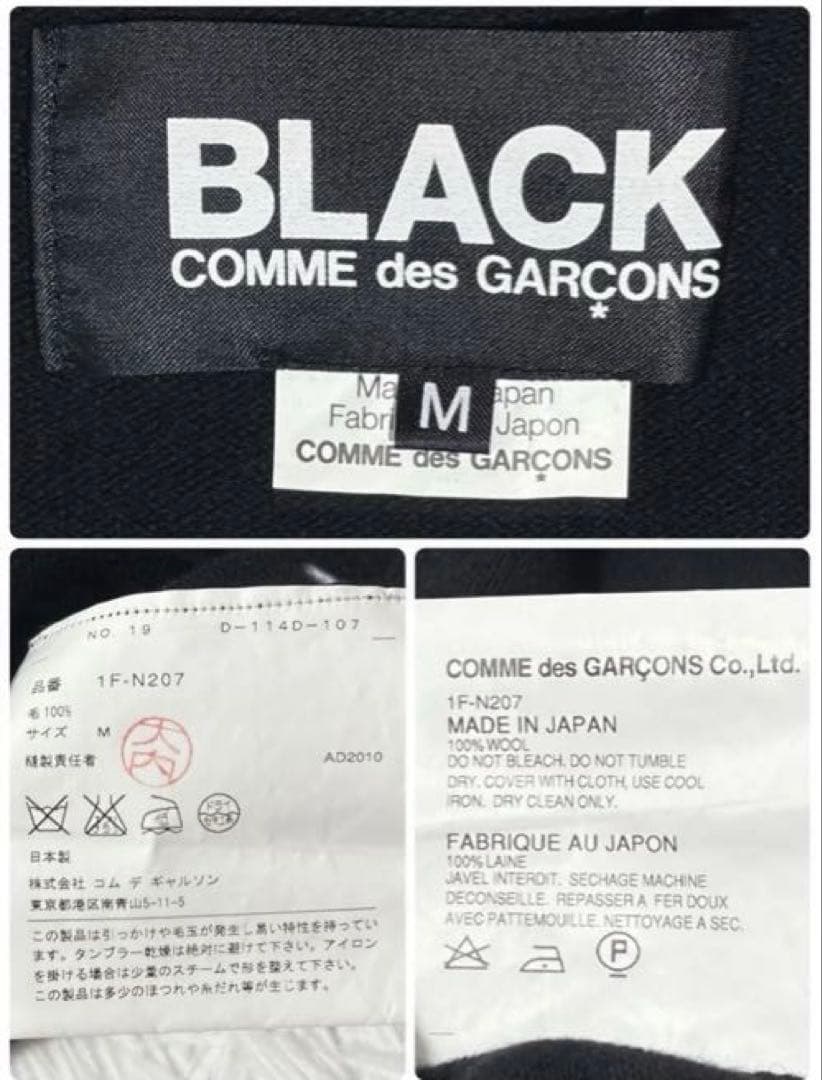 BLACK
COMME des GARÇONS
*
Ma apan
M
Fabri Japon
COMME des GARÇONS
*
NO. 19 D-114D-107
品番 1F-N207
毛 100%
サイズ M
縫製責任者 大内 AD2010
日本製
株式会社 コム デ ギャルソン
東京都港区南青山5-11-5
この製品は引っかけや毛玉が発生し易い特性を持ってい
ます。タンブラー乾燥は絶対に避けて下さい。アイロン
を掛ける場合は少量のスチームで形を整えて下さい。
この製品は多少のほつれや糸だれ等が生じます。
COMME des GARÇONS Co.,Ltd.
1F-N207
MADE IN JAPAN
100% WOOL
DO NOT BLEACH. DO NOT TUMBLE
DRY. COVER WITH CLOTH, USE COOL
IRON. DRY CLEAN ONLY.
FABRIQUE AU JAPON
100% LAINE
JAVEL INTERDIT. SECHAGE MACHINE
DECONSEILLE. REPASSER A FER DOUX
AVEC PATTEMOUILLE. NETTOYAGE A SEC.
P